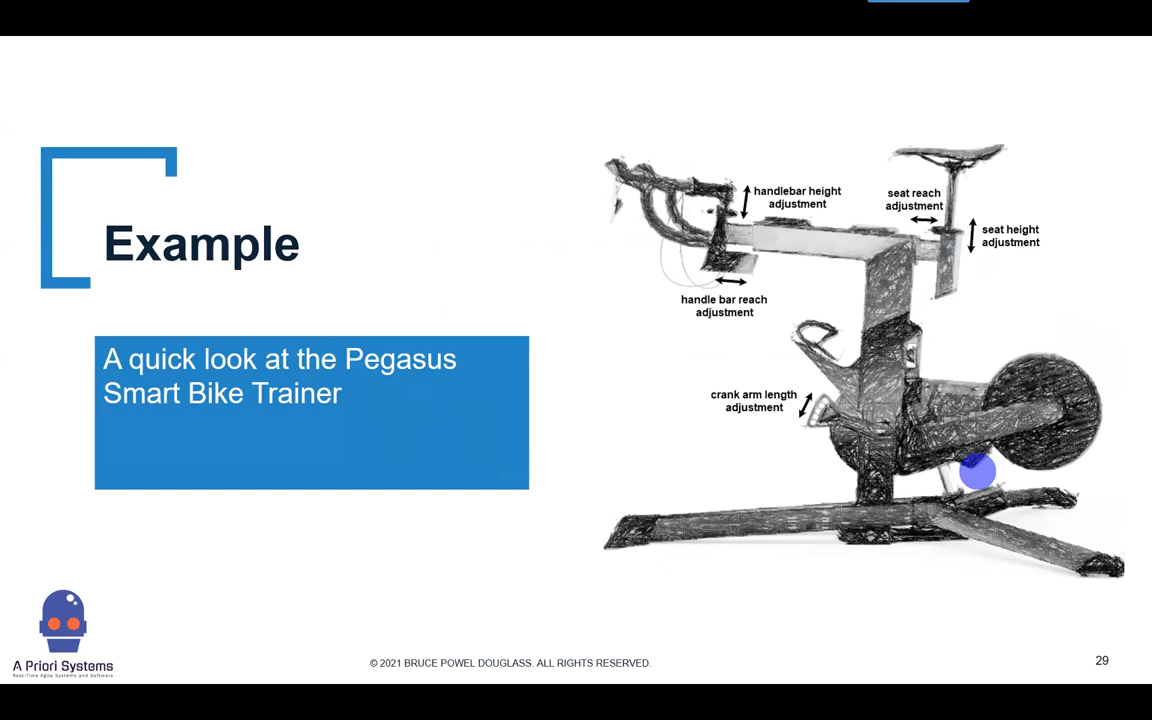 Example
A quick look at the Pegasus
Smart Bike Trainer
handlebar height
adjustment
seat reach
adjustment
seat height
adjustment
handle bar reach
adjustment
crank arm length
adjustment
A Priori Systems
Real-Time Agile Systems and Software
© 2021 BRUCE POWEL DOUGLASS. ALL RIGHTS RESERVED.
29